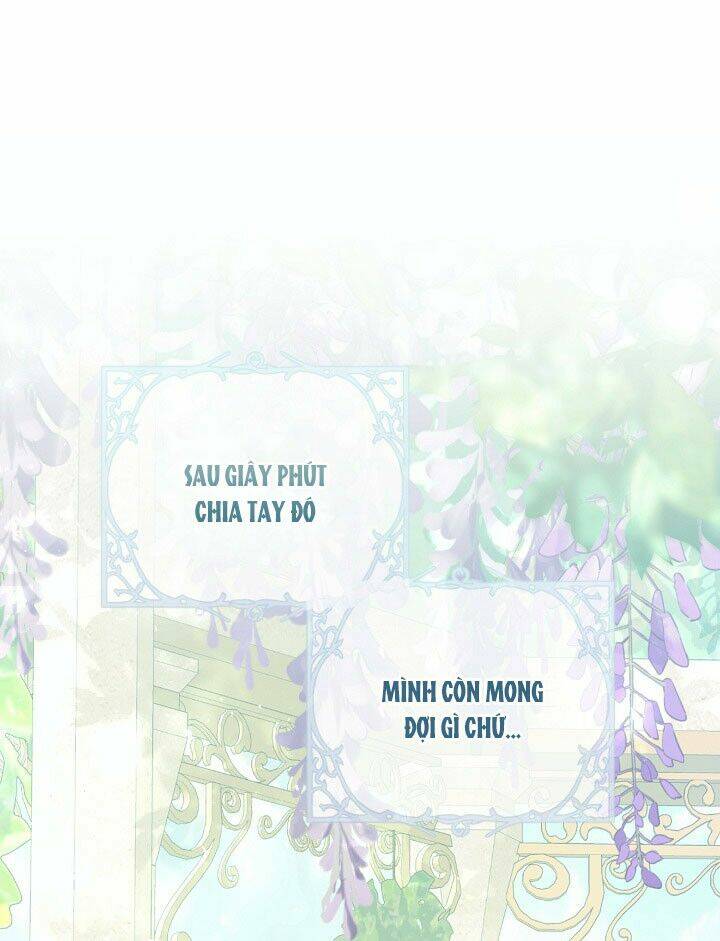 SAU GIÂY PHÚT
CHIA TAY ĐÓ
MÌNH CÒN MONG
ĐỢI GÌ CHỨ...